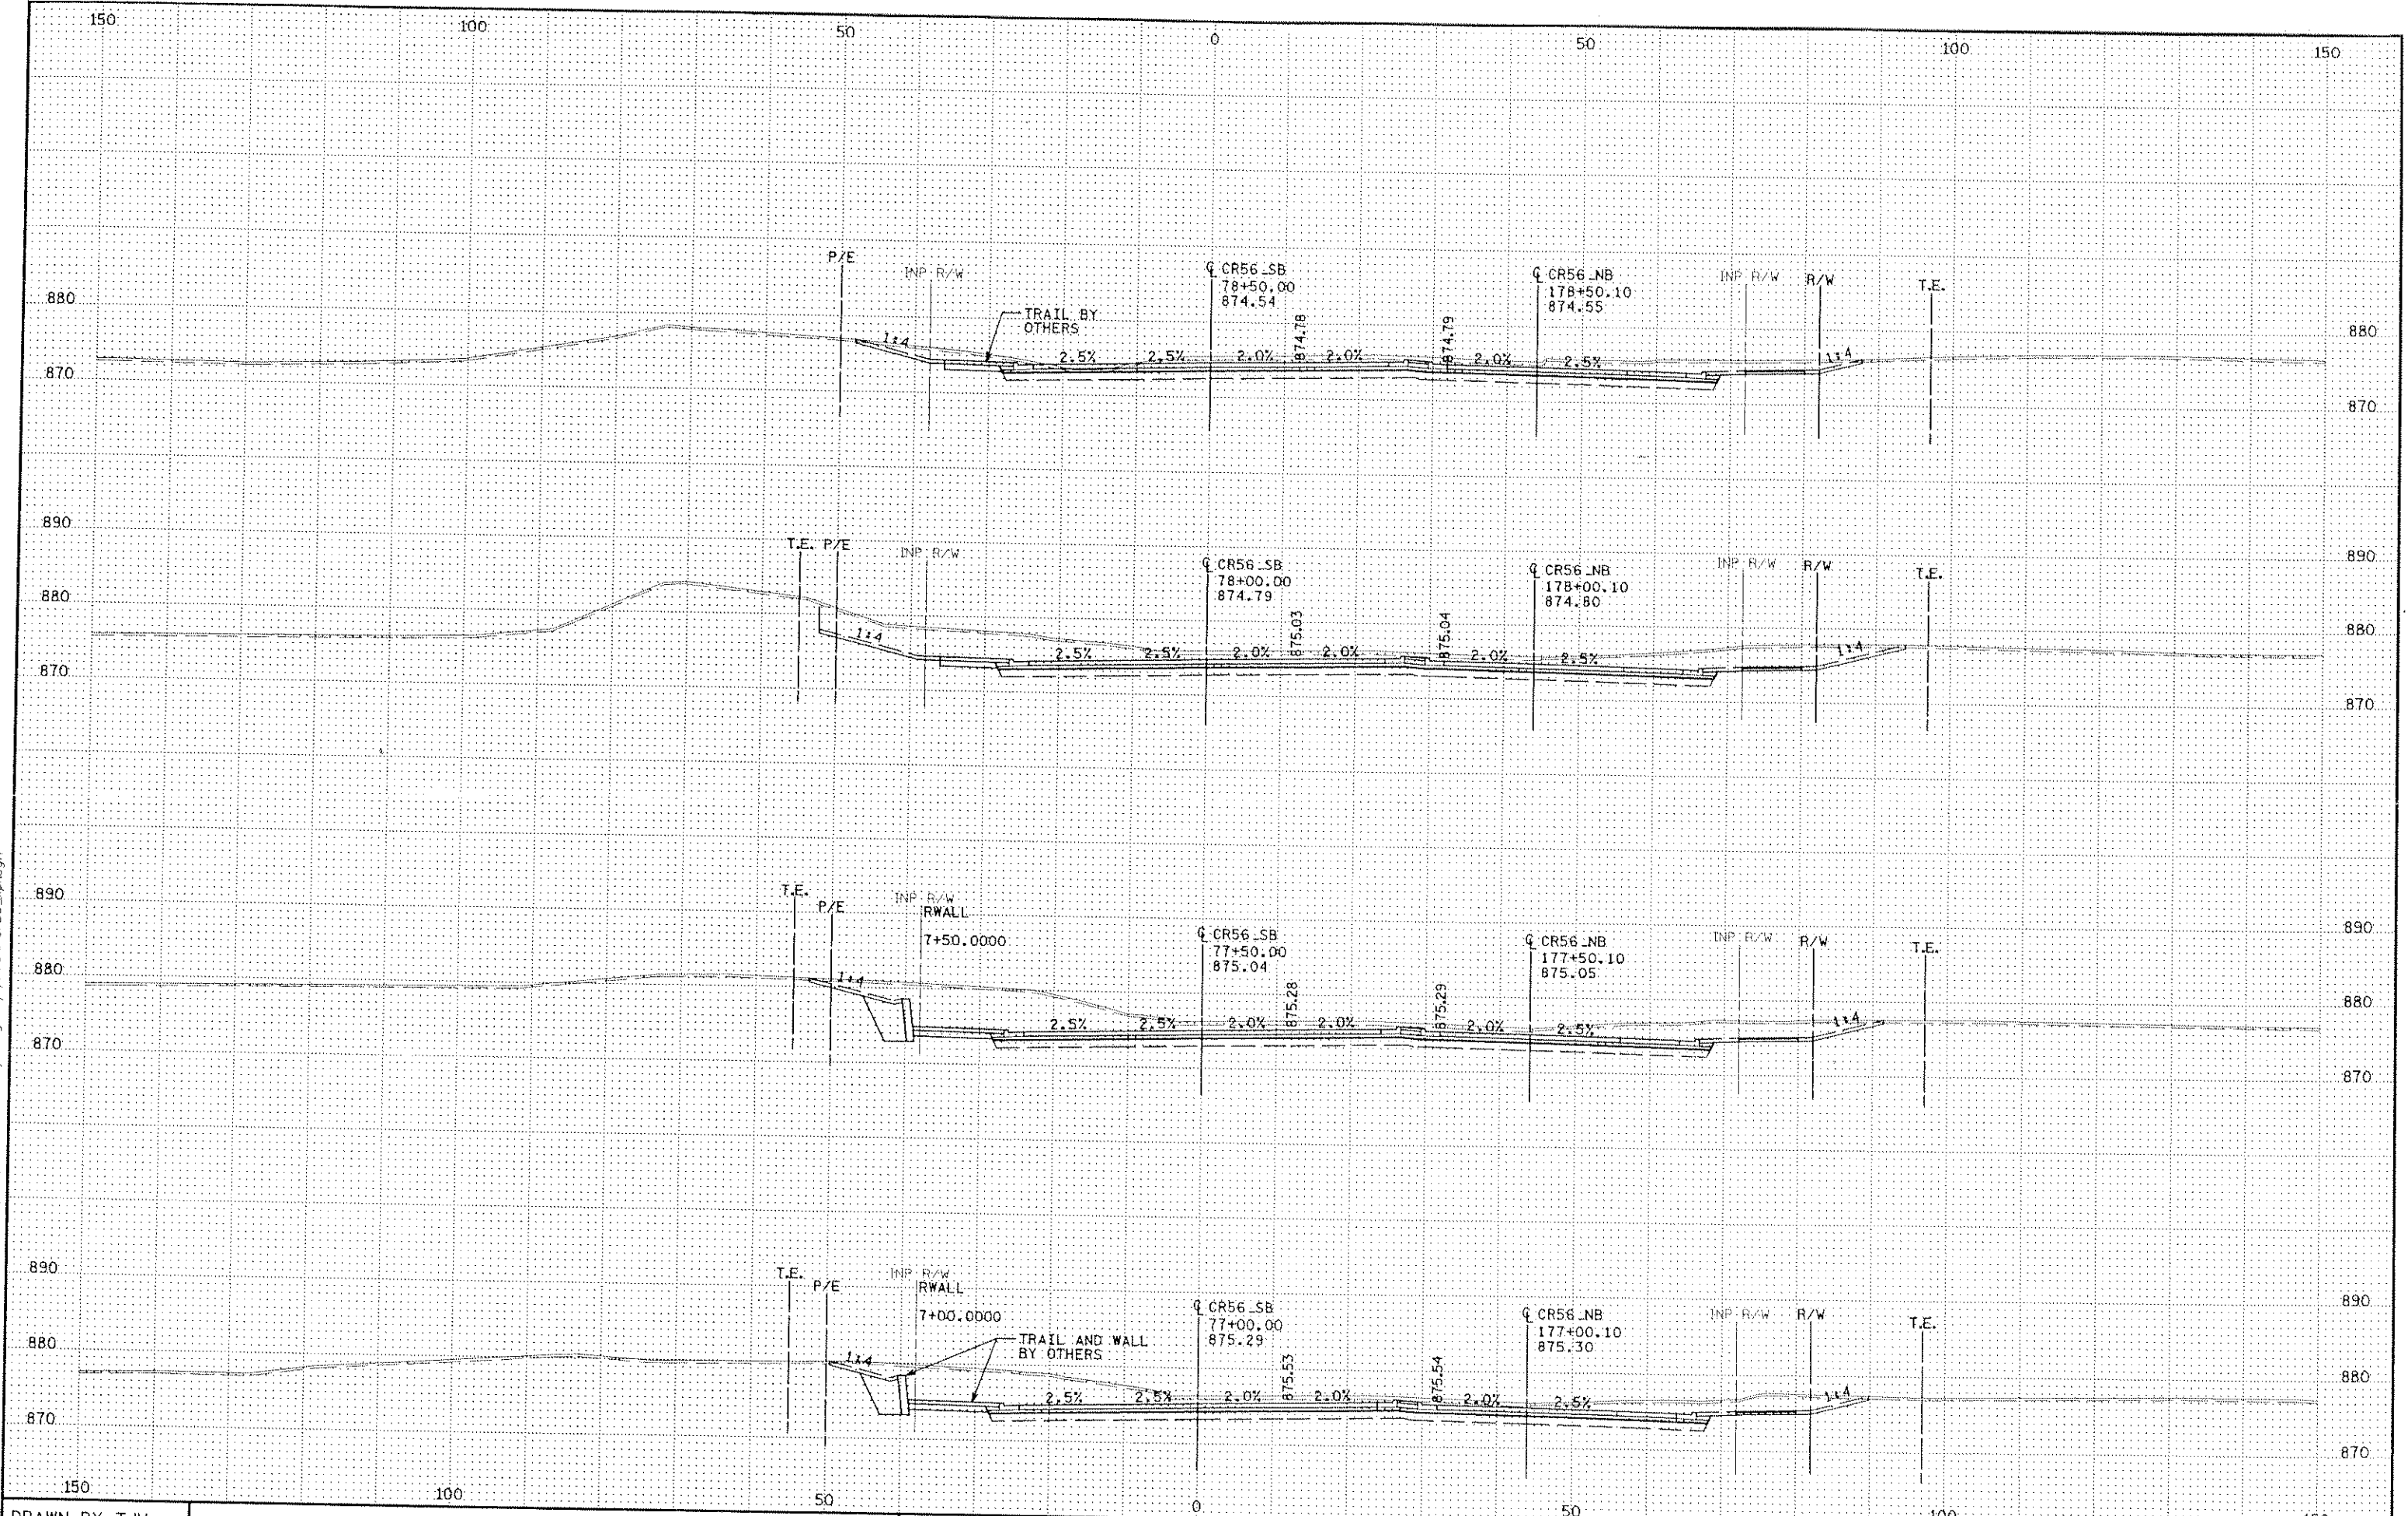 150 100 50 0 50 100 150
P/E INP R/W ℄ CR56_SB ℄ CR56_NB INP R/W R/W T.E.
78+50.00 178+50.10
874.54 874.55
880 880
TRAIL BY
OTHERS
874.78 874.79
1:4 2.5% 2.5% 2.0% 2.0% 2.0% 2.5% 1:4
870 870
890 890
T.E. P/E INP R/W ℄ CR56_SB ℄ CR56_NB INP R/W R/W T.E.
78+00.00 178+00.10
874.79 874.80
880 880
875.03 875.04
1:4 2.5% 2.5% 2.0% 2.0% 2.0% 2.5% 1:4
870 870
890 890
T.E. P/E INP R/W ℄ CR56_SB ℄ CR56_NB INP R/W R/W T.E.
RWALL
7+50.0000
77+50.00 177+50.10
875.04 875.05
880 880
875.28 875.29
1:4 2.5% 2.5% 2.0% 2.0% 2.0% 2.5% 1:4
870 870
890 890
T.E. P/E INP R/W ℄ CR56_SB ℄ CR56_NB INP R/W R/W T.E.
RWALL
7+00.0000
77+00.00 177+00.10
875.29 875.30
TRAIL AND WALL
BY OTHERS
880 880
875.53 875.54
1:4 2.5% 2.5% 2.0% 2.0% 2.0% 2.5% 1:4
870 870
150 100 50 0 50 100